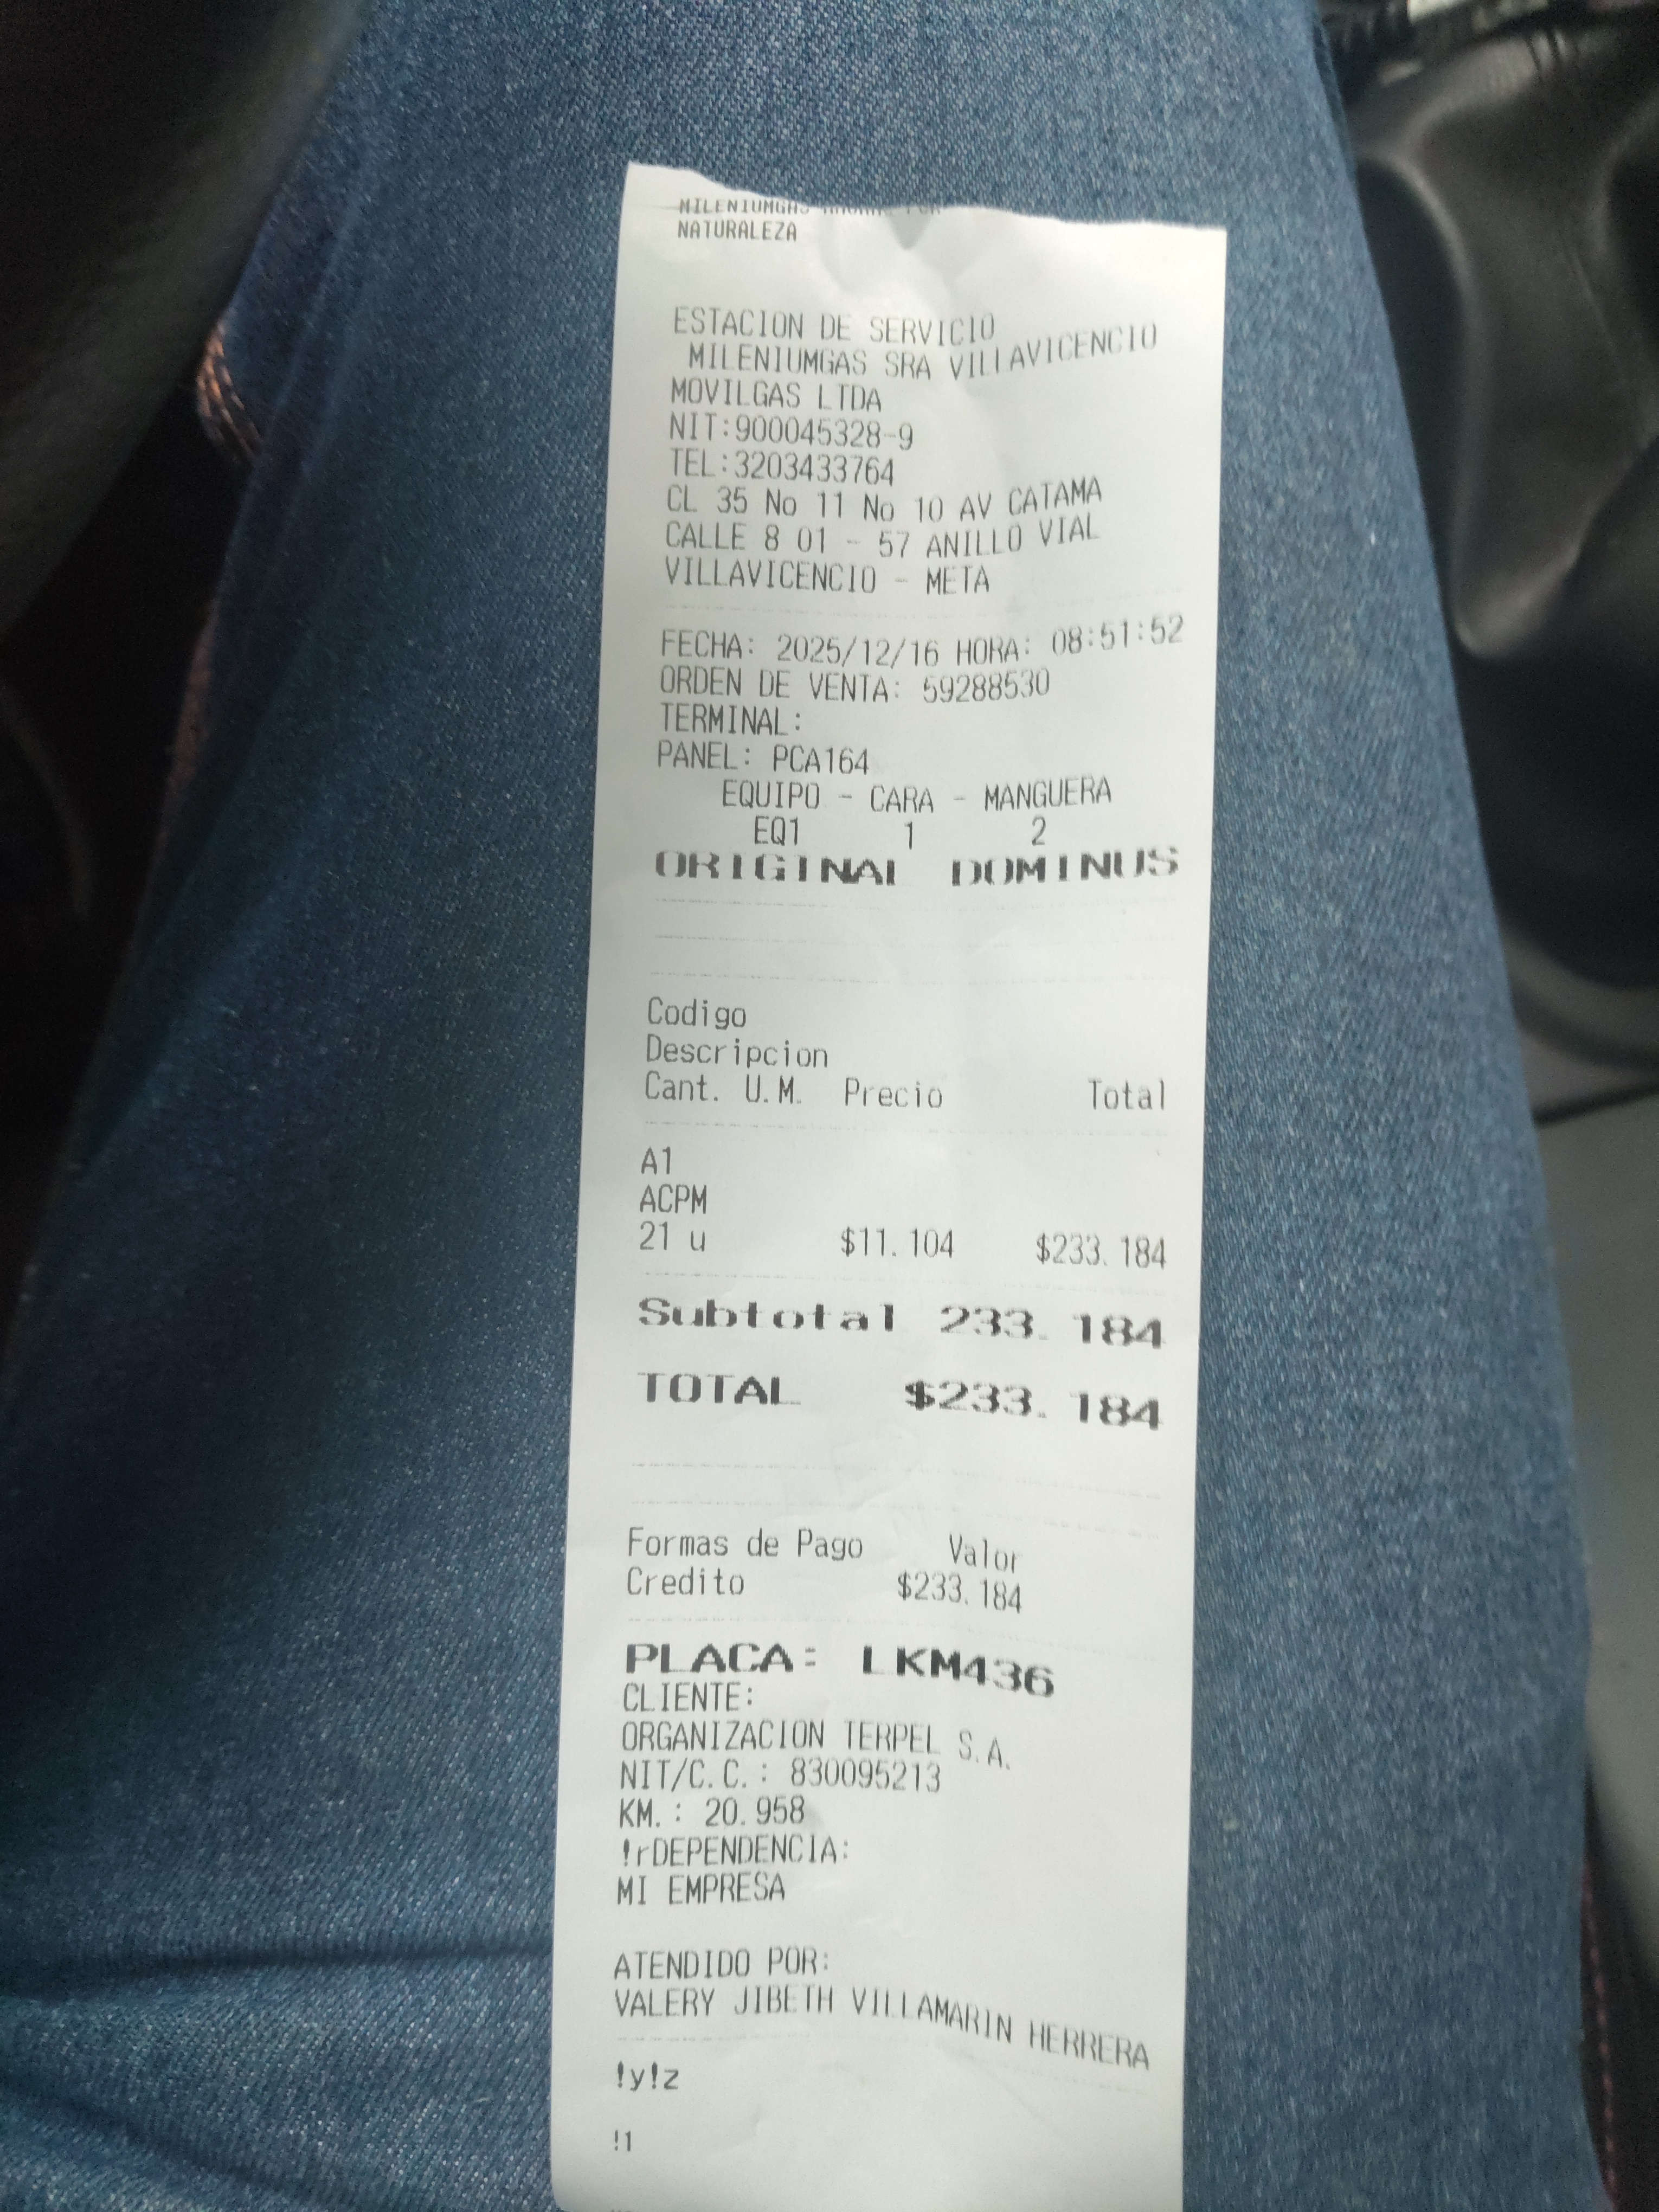 MILENIUMGAS
NATURALEZA
ESTACION DE SERVICIO
MILENIUMGAS SRA VILLAVICENCIO
MOVILGAS LTDA
NIT:900045328-9
TEL:3203433764
CL 35 No 11 No 10 AV CATAMA
CALLE 8 01 - 57 ANILLO VIAL
VILLAVICENCIO - META
FECHA: 2025/12/16 HORA: 08:51:52
ORDEN DE VENTA: 59288530
TERMINAL:
PANEL: PCA164
EQUIPO - CARA - MANGUERA
EQ1 1 2
ORIGINAL DOMINUS
Codigo
Descripcion
Cant. U.M. Precio Total
A1
ACPM
21 u $11.104 $233.184
Subtotal 233.184
TOTAL $233.184
Formas de Pago Valor
Credito $233.184
PLACA: LKM436
CLIENTE:
ORGANIZACION TERPEL S.A.
NIT/C.C.: 830095213
KM.: 20.958
!rDEPENDENCIA:
MI EMPRESA
ATENDIDO POR:
VALERY JIBETH VILLAMARIN HERRERA
!y!z
!1